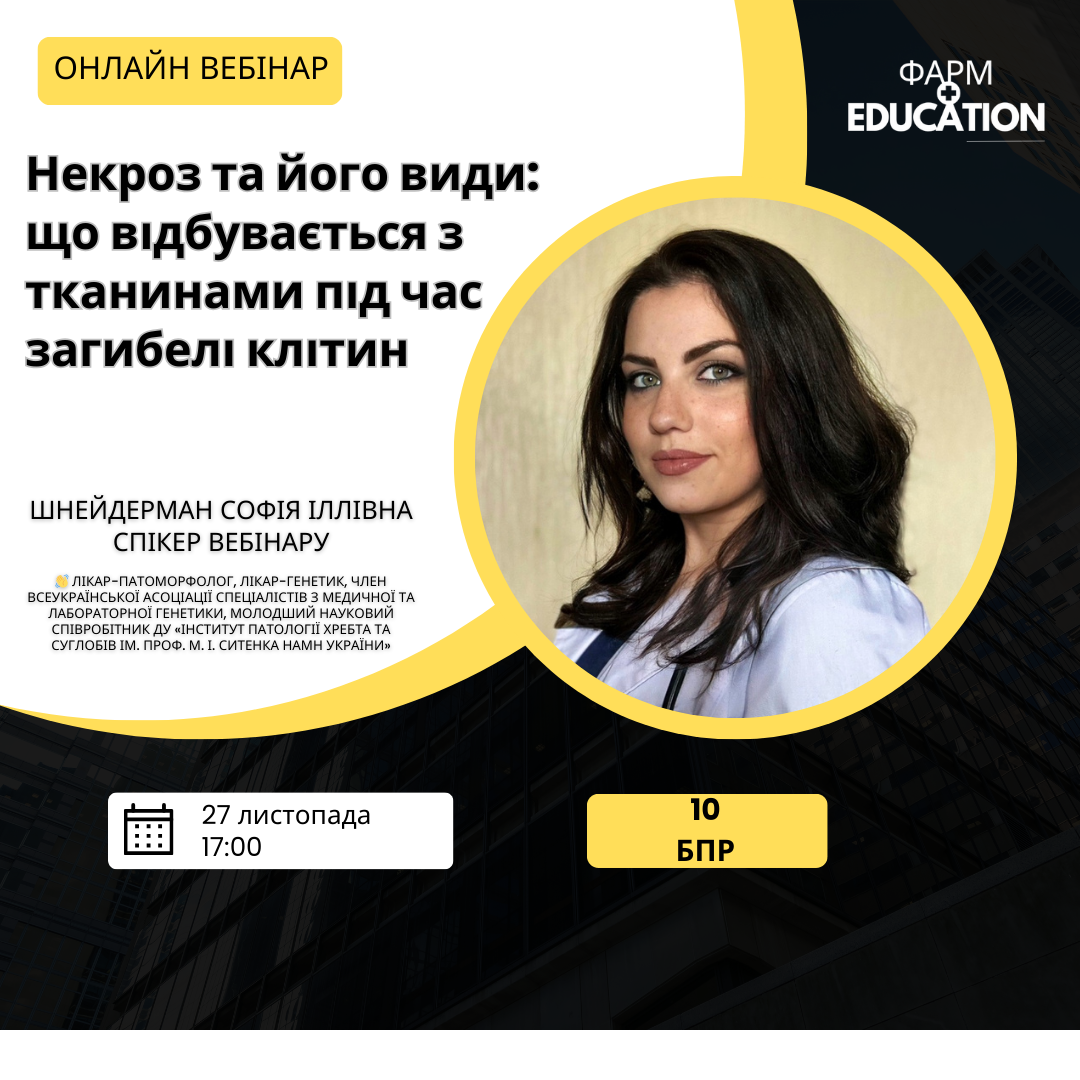 ОНЛАЙН ВЕБІНАР
ФАРМ
EDUCATION
Некроз та його види:
що відбувається з
тканинами під час
загибелі клітин
ШНЕЙДЕРМАН СОФІЯ ІЛЛІВНА
СПІКЕР ВЕБІНАРУ
👋 ЛІКАР-ПАТОМОРФОЛОГ, ЛІКАР-ГЕНЕТИК, ЧЛЕН
ВСЕУКРАЇНСЬКОЇ АСОЦІАЦІЇ СПЕЦІАЛІСТІВ З МЕДИЧНОЇ ТА
ЛАБОРАТОРНОЇ ГЕНЕТИКИ, МОЛОДШИЙ НАУКОВИЙ
СПІВРОБІТНИК ДУ «ІНСТИТУТ ПАТОЛОГІЇ ХРЕБТА ТА
СУГЛОБІВ ІМ. ПРОФ. М. І. СИТЕНКА НАМН УКРАЇНИ»
27 листопада
17:00
10
БПР